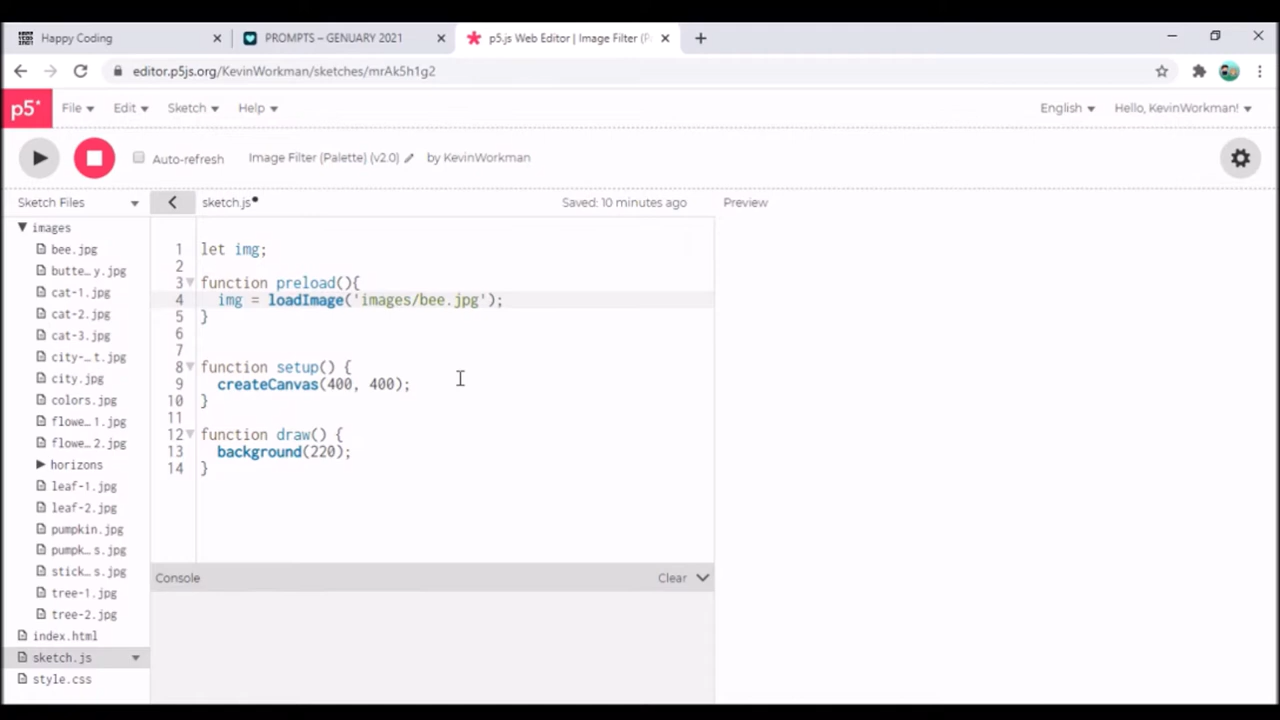 Happy Coding
PROMPTS – GENUARY 2021
p5.js Web Editor | Image Filter (P
editor.p5js.org/KevinWorkman/sketches/mrAk5h1g2
p5* File Edit Sketch Help English Hello, KevinWorkman!
Auto-refresh Image Filter (Palette) (v2.0) by KevinWorkman
Sketch Files
sketch.js
Saved: 10 minutes ago
Preview
images
bee.jpg
butte…y.jpg
cat-1.jpg
cat-2.jpg
cat-3.jpg
city-…t.jpg
city.jpg
colors.jpg
flowe…1.jpg
flowe…2.jpg
horizons
leaf-1.jpg
leaf-2.jpg
pumpkin.jpg
pumpk…s.jpg
stick…s.jpg
tree-1.jpg
tree-2.jpg
index.html
sketch.js
style.css
1 let img;
2
3 function preload(){
4 img = loadImage('images/bee.jpg');
5 }
6
7
8 function setup() {
9 createCanvas(400, 400);
10 }
11
12 function draw() {
13 background(220);
14 }
Console
Clear